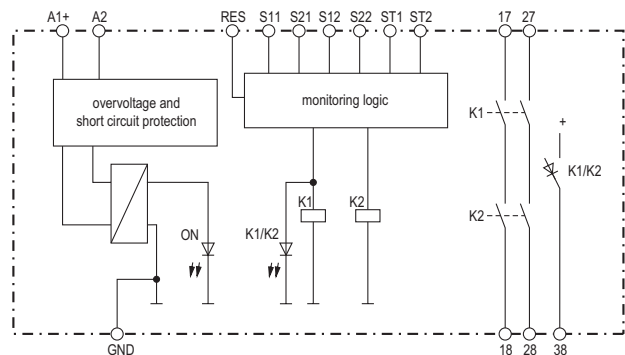 A1+ A2 RES S11 S21 S12 S22 ST1 ST2 17 27
overvoltage and
short circuit protection
monitoring logic
K1
+
K1/K2
K1 K2
K2
ON K1/K2
GND 18 28 38